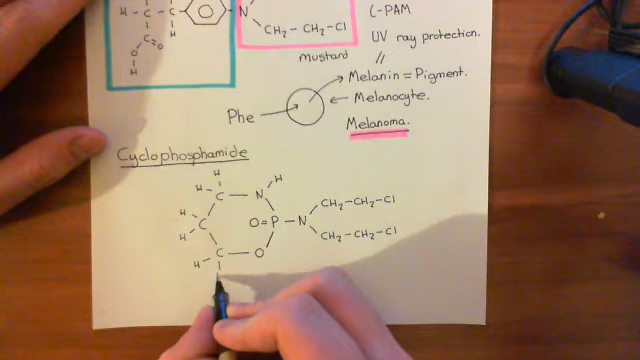 L-PAM
H - C - C - N
CH₂ - CH₂ - Cl
H
C = O
O
H
UV ray protection.
mustard
//
Melanin = Pigment.
Phe
Melanocyte.
Melanoma.
Cyclophosphamide
H
H - C - N - H
H
C
H
O = P - N
CH₂ - CH₂ - Cl
CH₂ - CH₂ - Cl
H - C - O